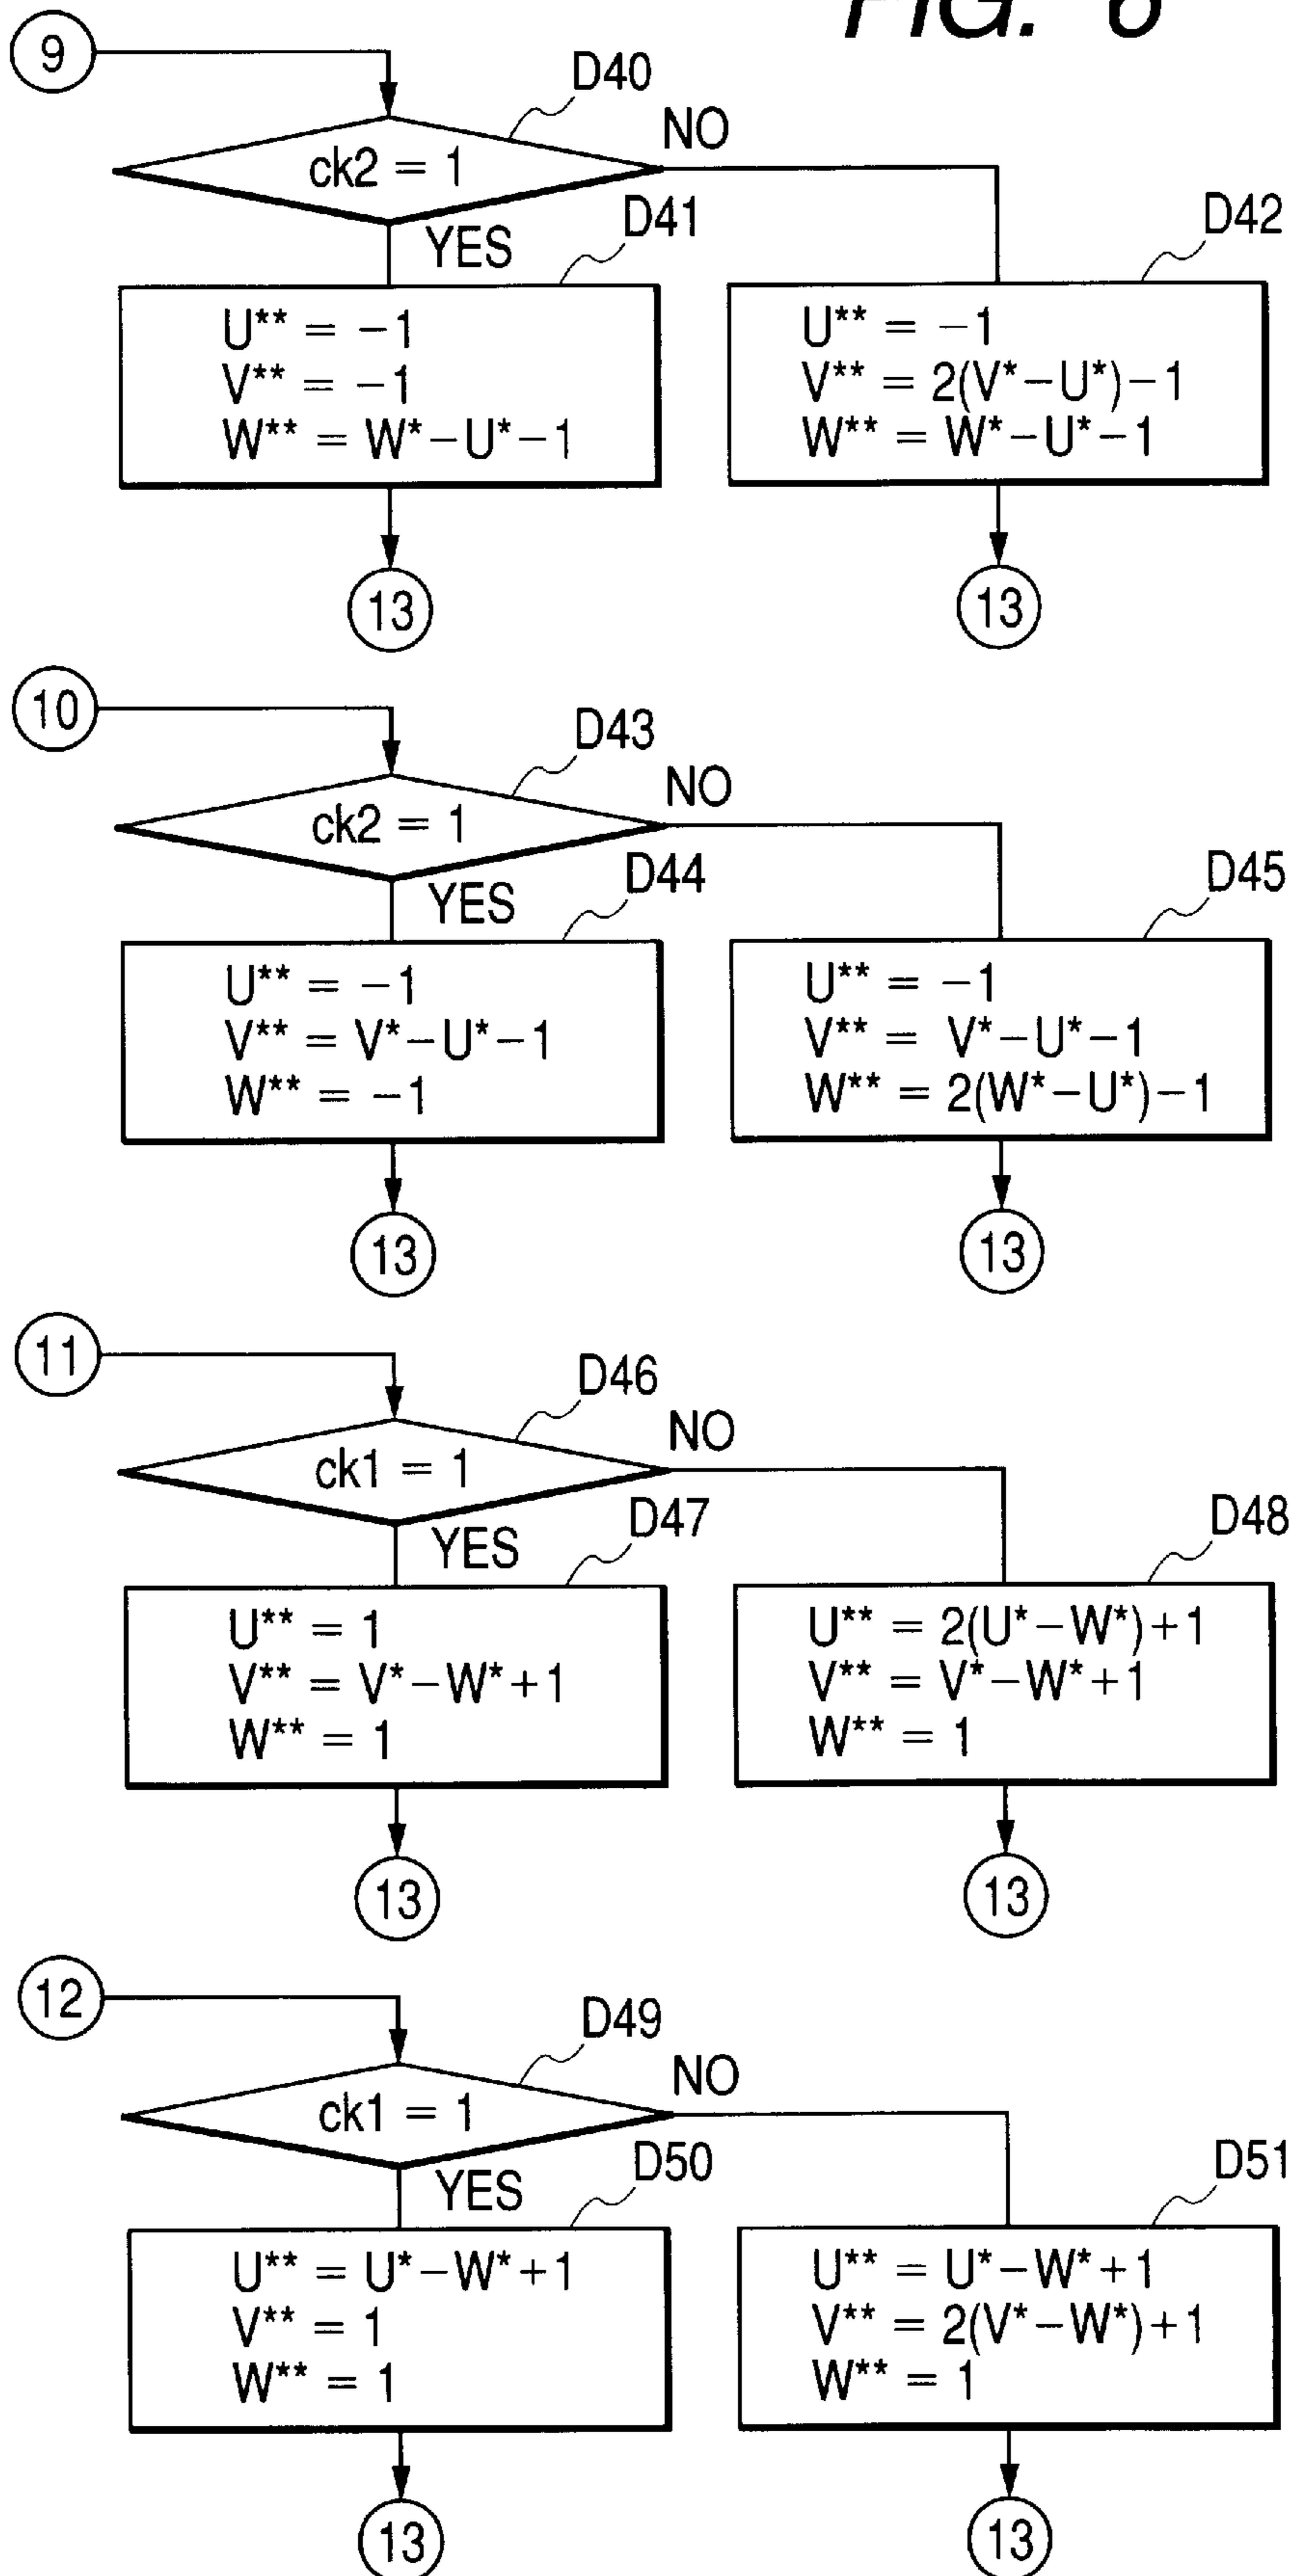 FIG. 6
9
D40
ck2 = 1
NO
YES
D41
U** = −1
V** = −1
W** = W*−U*−1
D42
U** = −1
V** = 2(V*−U*)−1
W** = W*−U*−1
13
13
10
D43
ck2 = 1
NO
YES
D44
U** = −1
V** = V*−U*−1
W** = −1
D45
U** = −1
V** = V*−U*−1
W** = 2(W*−U*)−1
13
13
11
D46
ck1 = 1
NO
YES
D47
U** = 1
V** = V*−W*+1
W** = 1
D48
U** = 2(U*−W*)+1
V** = V*−W*+1
W** = 1
13
13
12
D49
ck1 = 1
NO
YES
D50
U** = U*−W*+1
V** = 1
W** = 1
D51
U** = U*−W*+1
V** = 2(V*−W*)+1
W** = 1
13
13